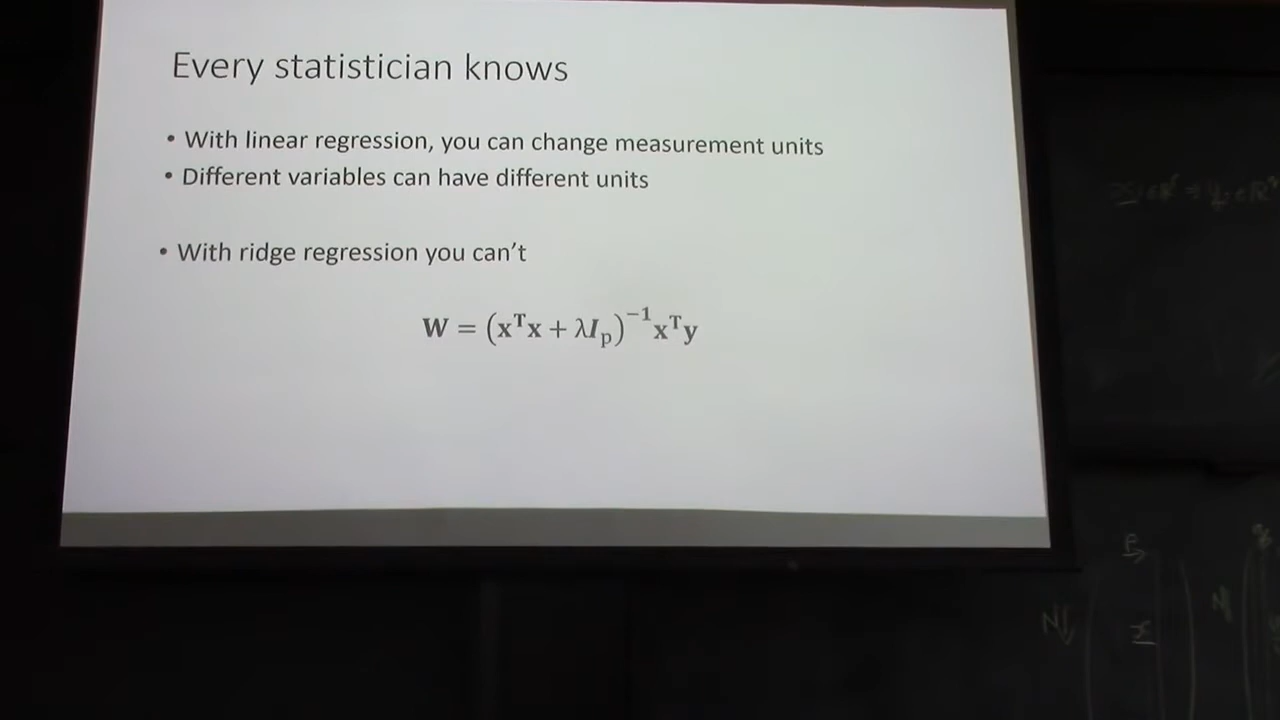 Every statistician knows
• With linear regression, you can change measurement units
• Different variables can have different units
• With ridge regression you can't
W = (xᵀx + λIₚ)⁻¹xᵀy
P
N
x
N